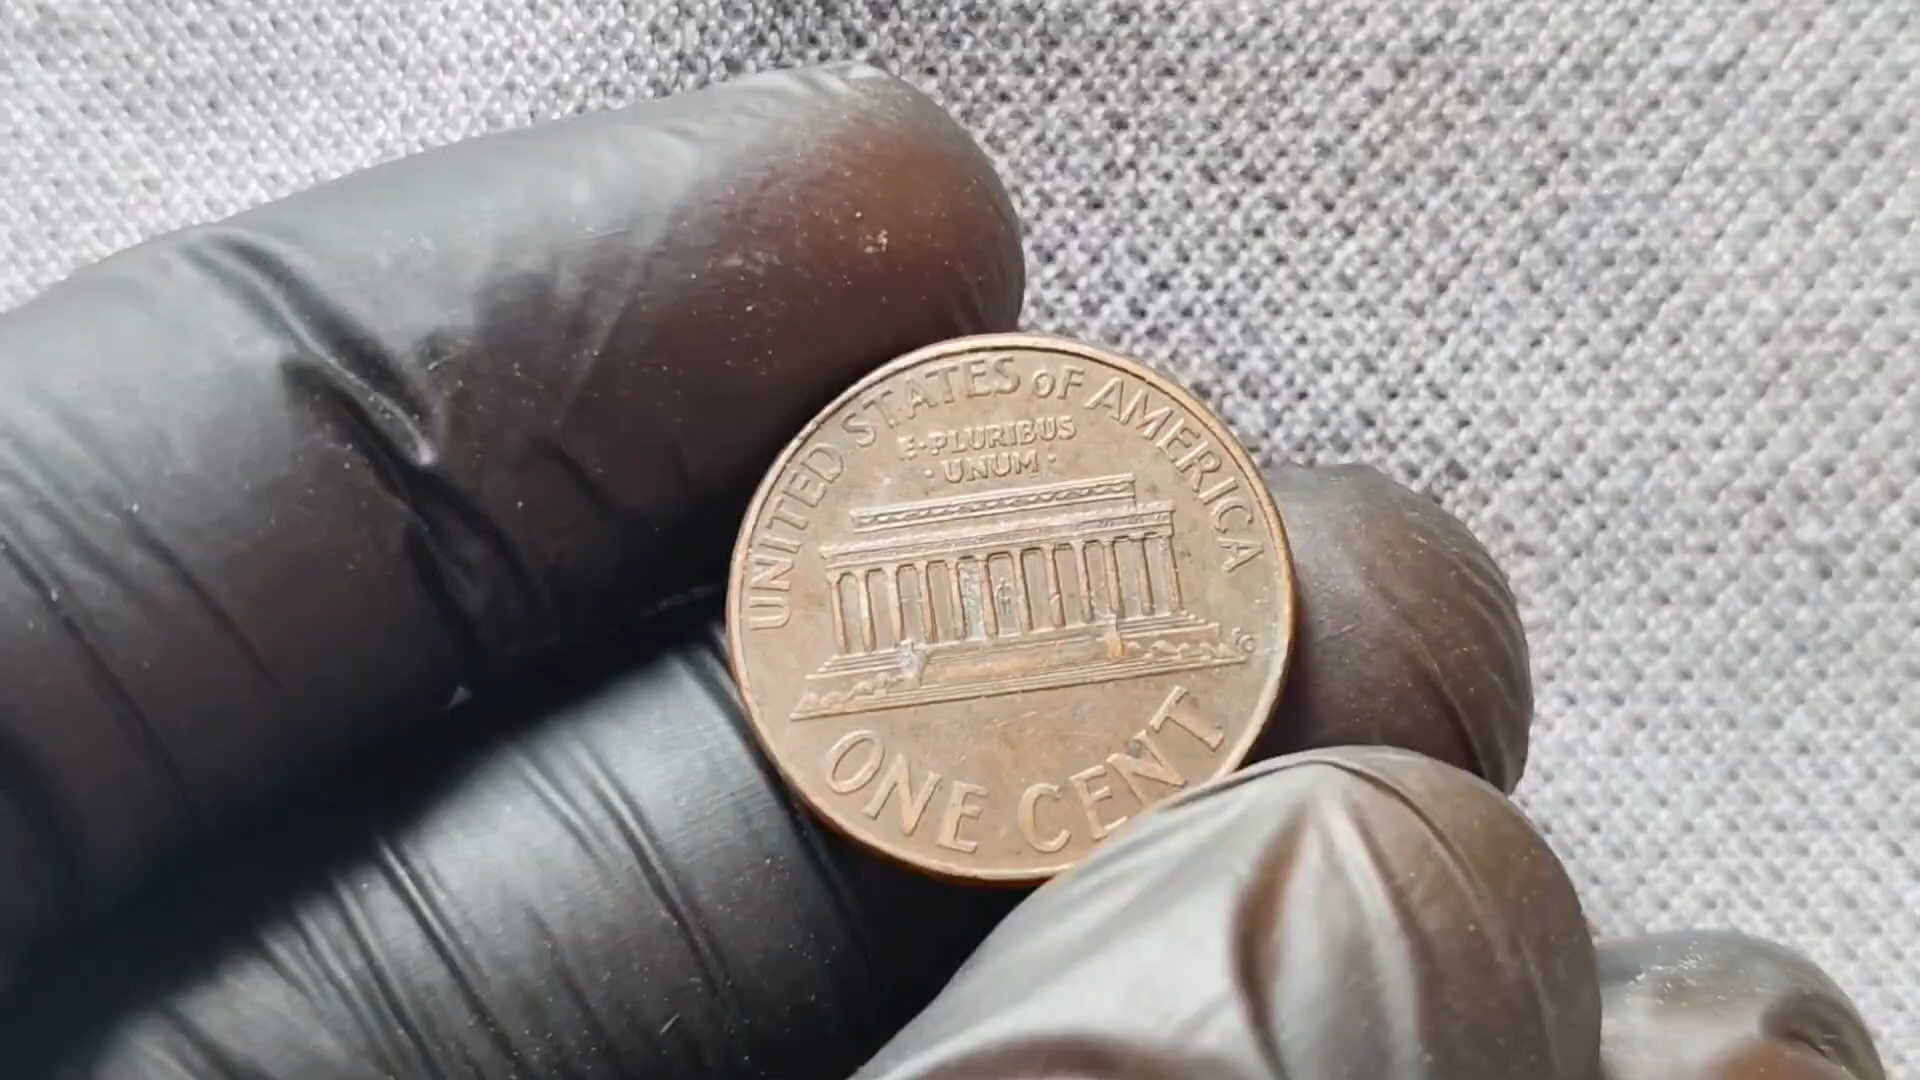 UNITED STATES oF AMERICA
E·PLURIBUS
·UNUM·
ONE CENT